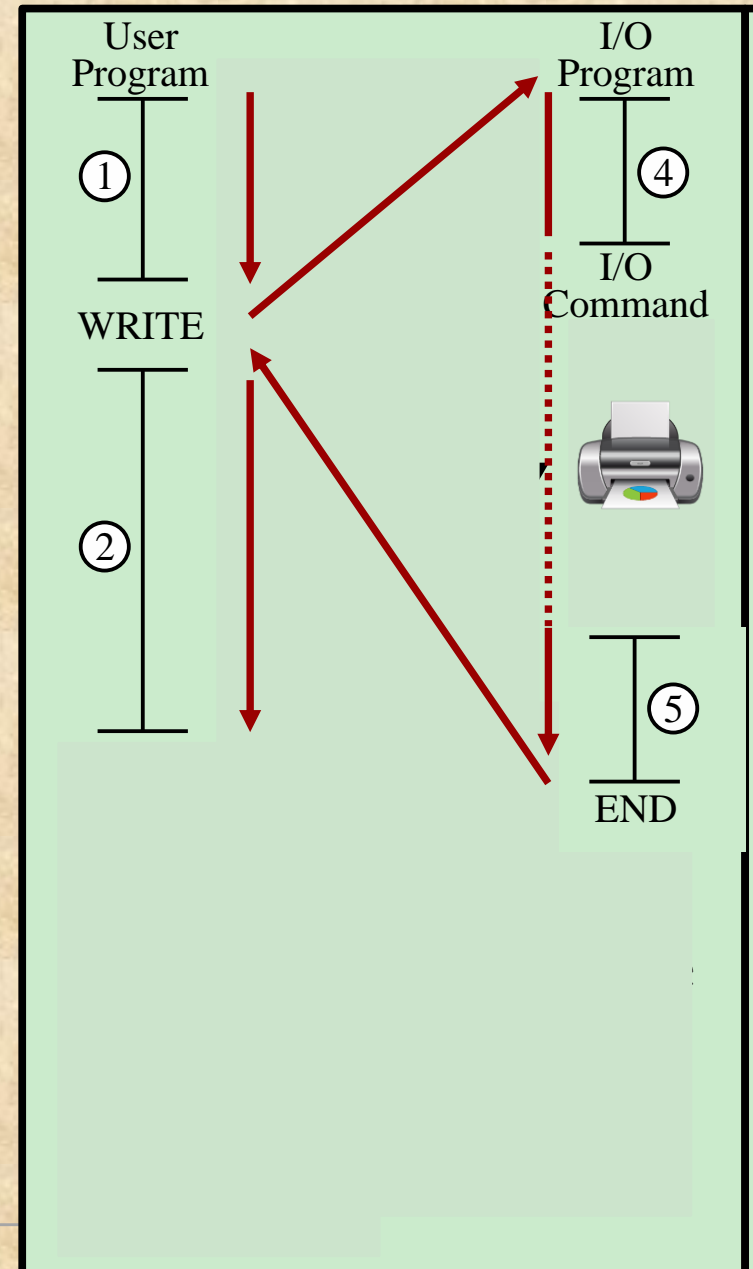 User
Program
1
WRITE
2
I/O
Program
4
I/O
Command
5
END